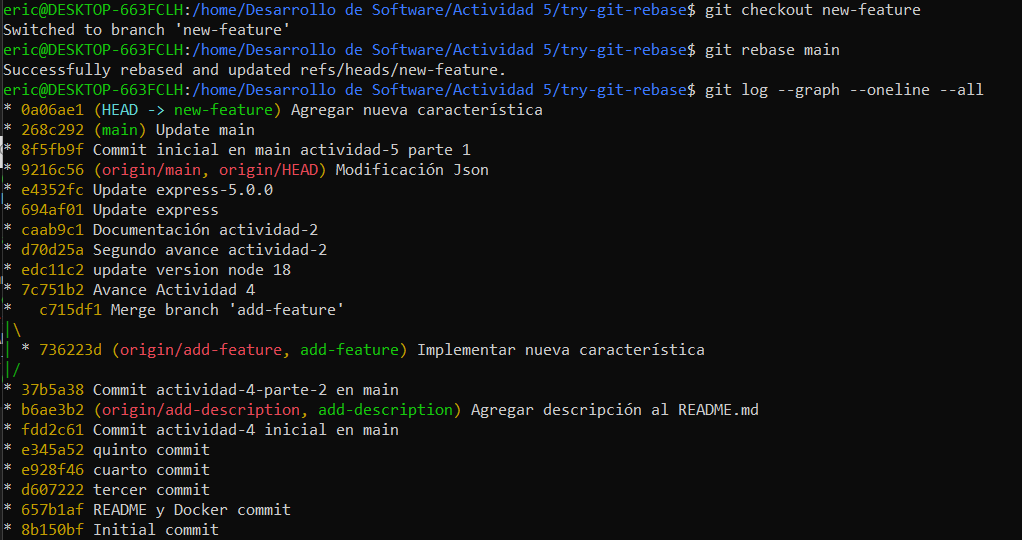 eric@DESKTOP-663FCLH:/home/Desarrollo de Software/Actividad 5/try-git-rebase$ git checkout new-feature
Switched to branch 'new-feature'
eric@DESKTOP-663FCLH:/home/Desarrollo de Software/Actividad 5/try-git-rebase$ git rebase main
Successfully rebased and updated refs/heads/new-feature.
eric@DESKTOP-663FCLH:/home/Desarrollo de Software/Actividad 5/try-git-rebase$ git log --graph --oneline --all
* 0a06ae1 (HEAD -> new-feature) Agregar nueva característica
* 268c292 (main) Update main
* 8f5fb9f Commit inicial en main actividad-5 parte 1
* 9216c56 (origin/main, origin/HEAD) Modificación Json
* e4352fc Update express-5.0.0
* 694af01 Update express
* caab9c1 Documentación actividad-2
* d70d25a Segundo avance actividad-2
* edc11c2 update version node 18
* 7c751b2 Avance Actividad 4
*   c715df1 Merge branch 'add-feature'
|\
| * 736223d (origin/add-feature, add-feature) Implementar nueva característica
|/
* 37b5a38 Commit actividad-4-parte-2 en main
* b6ae3b2 (origin/add-description, add-description) Agregar descripción al README.md
* fdd2c61 Commit actividad-4 inicial en main
* e345a52 quinto commit
* e928f46 cuarto commit
* d607222 tercer commit
* 657b1af README y Docker commit
* 8b150bf Initial commit